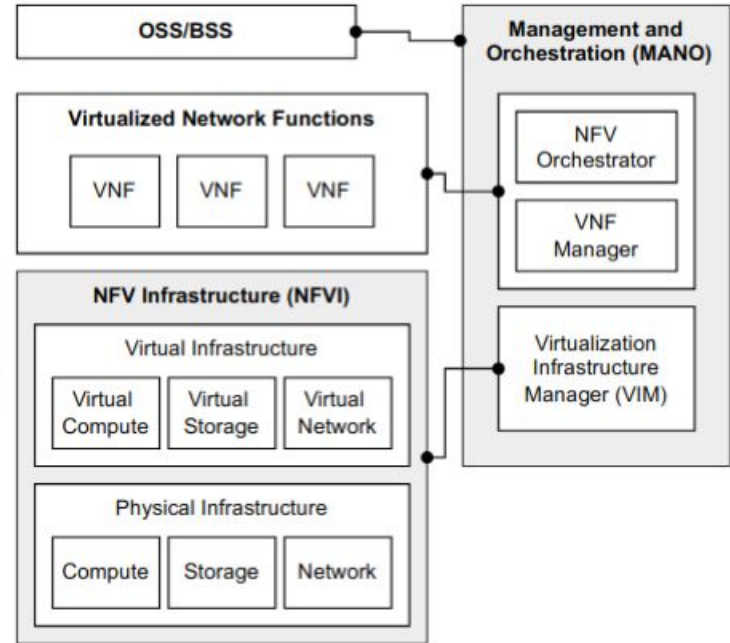 OSS/BSS
Management and
Orchestration (MANO)
Virtualized Network Functions
VNF
VNF
VNF
NFV
Orchestrator
VNF
Manager
NFV Infrastructure (NFVI)
Virtual Infrastructure
Virtual
Compute
Virtual
Storage
Virtual
Network
Virtualization
Infrastructure
Manager (VIM)
Physical Infrastructure
Compute
Storage
Network